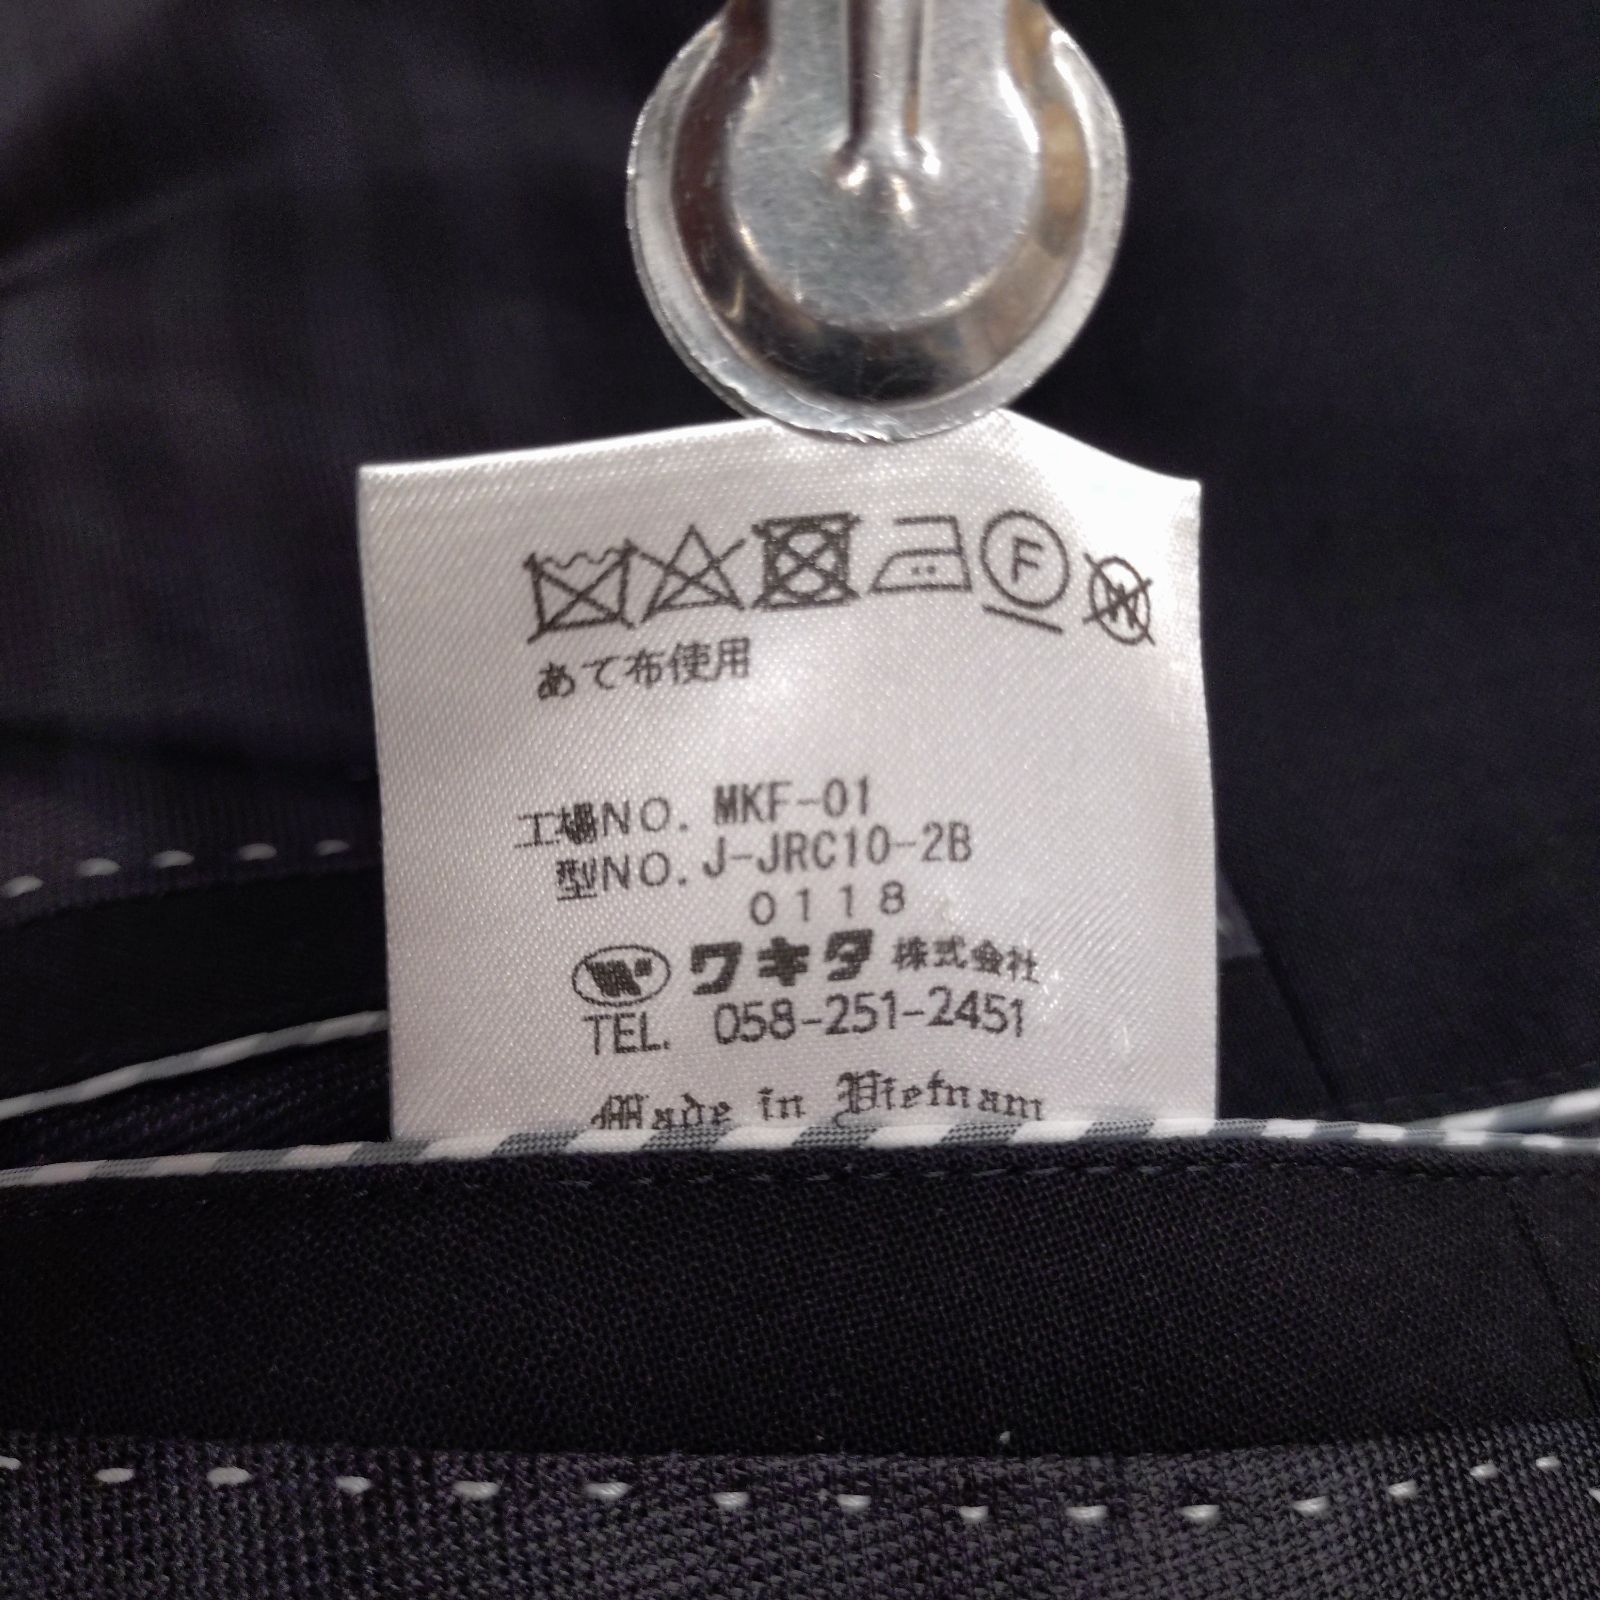 F W
あて布使用
工場NO. MKF-01
型NO. J-JRC10-2B
0118
W ワキタ 株式会社
TEL. 058-251-2451
Made in Vietnam